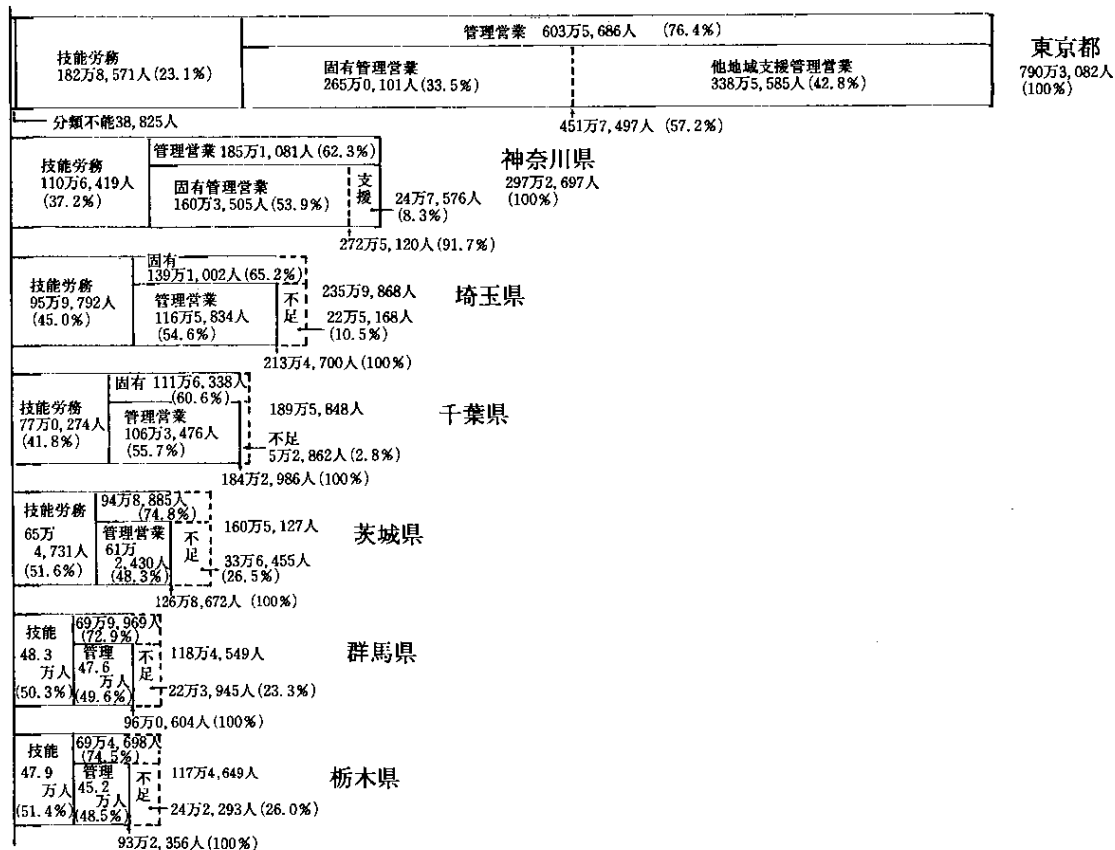 管理営業 603万5,686人 (76.4%)
技能労務
182万8,571人(23.1%)
固有管理営業
265万0,101人(33.5%)
他地域支援管理営業
338万5,585人(42.8%)
東京都
790万3,082人
(100%)
分類不能38,825人
451万7,497人 (57.2%)
技能労務
110万6,419人
(37.2%)
管理営業 185万1,081人(62.3%)
固有管理営業
160万3,505人(53.9%)
支援
24万7,576人
(8.3%)
神奈川県
297万2,697人
(100%)
272万5,120人(91.7%)
技能労務
95万9,792人
(45.0%)
固有
139万1,002人(65.2%)
管理営業
116万5,834人
(54.6%)
不足
235万9,868人
22万5,168人
(10.5%)
埼玉県
213万4,700人(100%)
技能労務
77万0,274人
(41.8%)
固有 111万6,338人
(60.6%)
管理営業
106万3,476人
(55.7%)
189万5,848人
不足
5万2,862人(2.8%)
千葉県
184万2,986人(100%)
技能労務
65万
4,731人
(51.6%)
94万8,885人
(74.8%)
管理営業
61万
2,430人
(48.3%)
不足
160万5,127人
33万6,455人
(26.5%)
茨城県
126万8,672人 (100%)
技能
48.3
万人
(50.3%)
69万9,969人
(72.9%)
管理
47.6
万人
(49.6%)
不足
118万4,549人
22万3,945人(23.3%)
群馬県
96万0,604人(100%)
技能
47.9
万人
(51.4%)
69万4,698人
(74.5%)
管理
45.2
万人
(48.5%)
不足
117万4,649人
24万2,293人(26.0%)
栃木県
93万2,356人(100%)